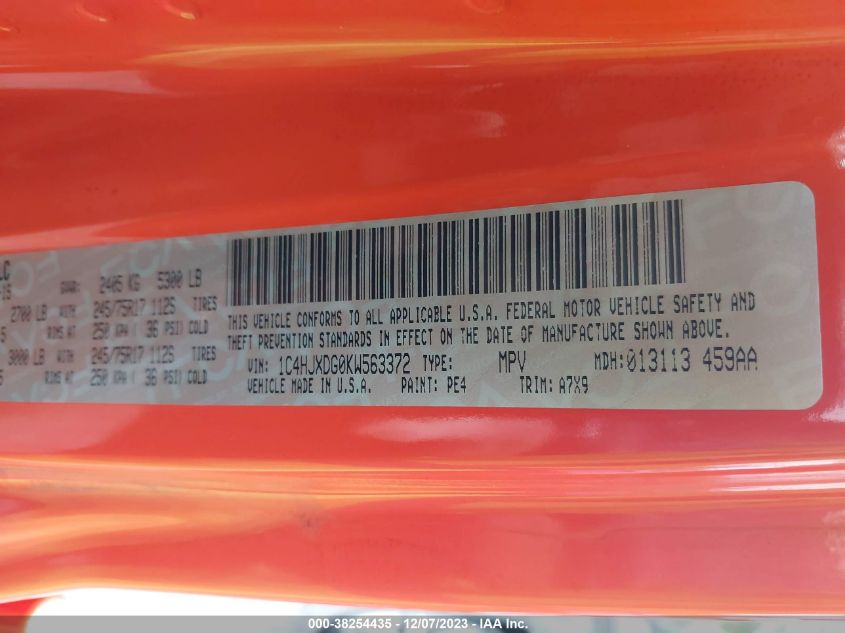 LC
GVWR: 2405 KG 5300 LB
2700 LB WITH 245/75R17 112S TIRES
RIMS AT 250 KPA ( 36 PSI) COLD
3000 LB WITH 245/75R17 112S TIRES
RIMS AT 250 KPA ( 36 PSI) COLD
THIS VEHICLE CONFORMS TO ALL APPLICABLE U.S.A. FEDERAL MOTOR VEHICLE SAFETY AND
THEFT PREVENTION STANDARDS IN EFFECT ON THE DATE OF MANUFACTURE SHOWN ABOVE.
VIN: 1C4HJXDG0KW563372 TYPE: MPV MDH: 013113 459AA
VEHICLE MADE IN U.S.A. PAINT: PE4 TRIM: A7X9
000-38254435 - 12/07/2023 - © IAA Inc.